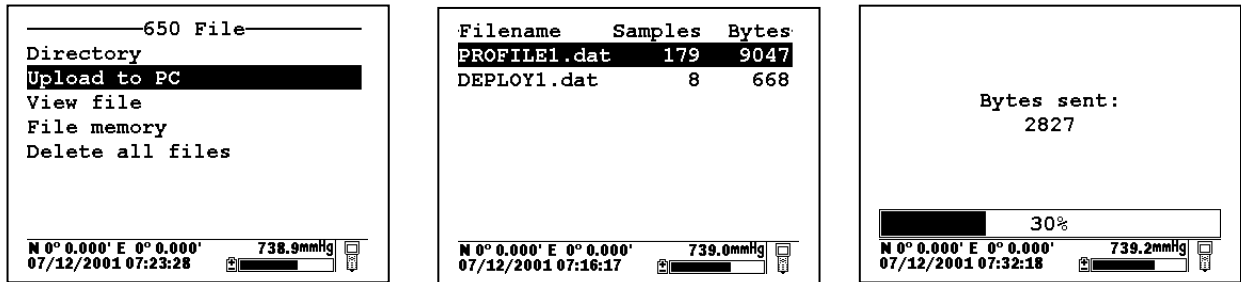 650 File
Directory
Upload to PC
View file
File memory
Delete all files
N 0° 0.000' E 0° 0.000' 738.9mmHg
07/12/2001 07:23:28
Filename Samples Bytes
PROFILE1.dat 179 9047
DEPLOY1.dat 8 668
N 0° 0.000' E 0° 0.000' 739.0mmHg
07/12/2001 07:16:17
Bytes sent:
2827
30%
N 0° 0.000' E 0° 0.000' 739.2mmHg
07/12/2001 07:32:18